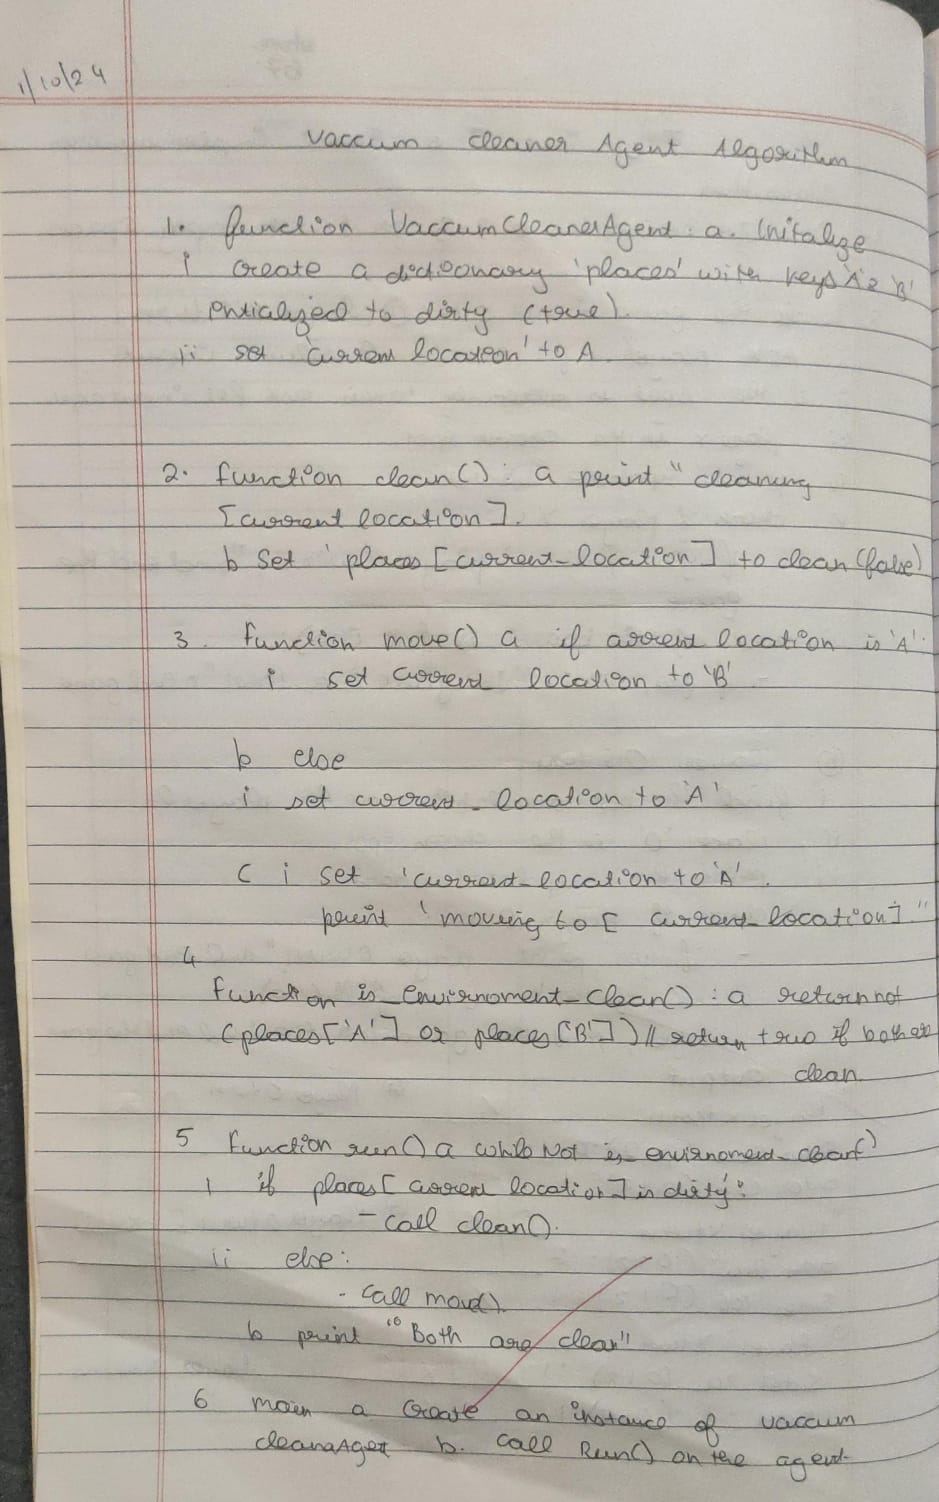 1/10/24
Vaccum cleaner Agent Algorithm
1. function VaccumCleanerAgent: a. Initalize
i create a dictionary 'places' with keys 'A' & 'B'
intialized to dirty (true)
ii set 'current location' to A
2. function clean(): a print "cleaning
[current location].
b set 'places [current_location] to clean (false)
3. function move() a if current location is 'A':
i set current location to 'B'
b else
i set current_location to 'A'
c i set 'current_location to 'A'.
print 'moving to [current_location]."
4
function is_envirnoment_clean(): a return not
(places['A'] or places['B']) // return true if both are
clean
5 function run() a while Not is_envirnoment_clean()
i if places[current location] is dirty:
- call clean().
ii else:
- call move().
b print "Both are clean"
6 main a Create an instance of vaccum
cleanerAgent b. call Run() on the agent.